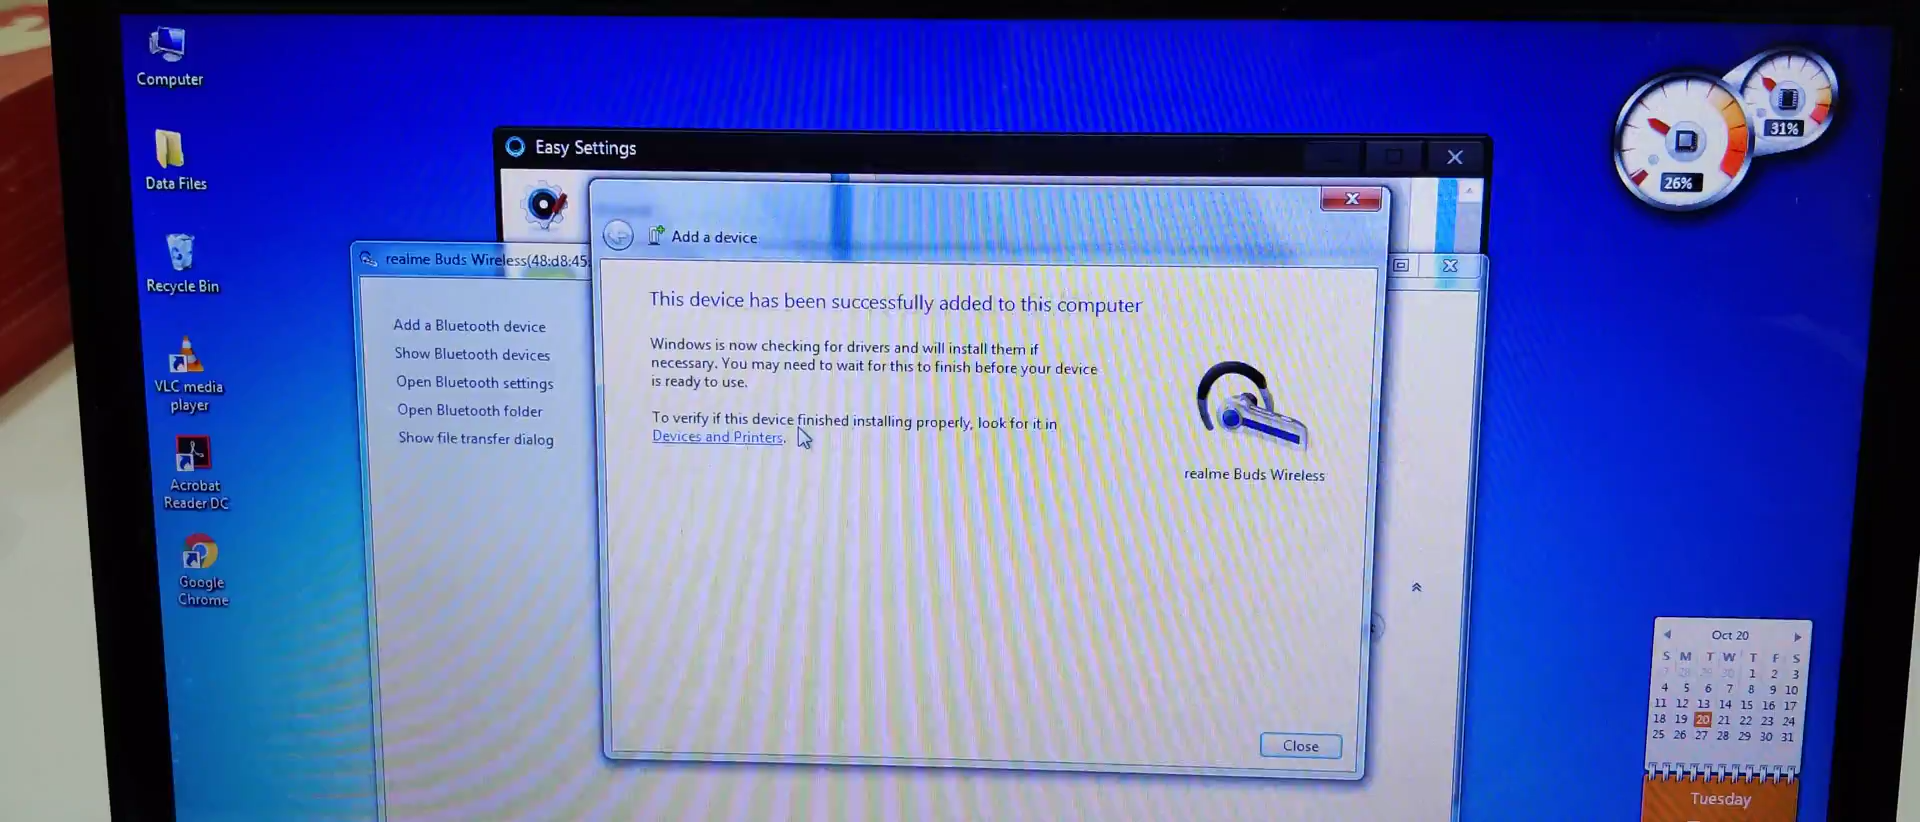 Computer
Data Files
Recycle Bin
VLC media
player
Acrobat
Reader DC
Google
Chrome
Easy Settings
realme Buds Wireless(48:d8:45:
Add a Bluetooth device
Show Bluetooth devices
Open Bluetooth settings
Open Bluetooth folder
Show file transfer dialog
Add a device
This device has been successfully added to this computer
Windows is now checking for drivers and will install them if
necessary. You may need to wait for this to finish before your device
is ready to use.
To verify if this device finished installing properly, look for it in
Devices and Printers.
realme Buds Wireless
Close
31%
26%
Oct 20
S M T W T F S
28 29 30 1 2 3
4 5 6 7 8 9 10
11 12 13 14 15 16 17
18 19 20 21 22 23 24
25 26 27 28 29 30 31
Tuesday